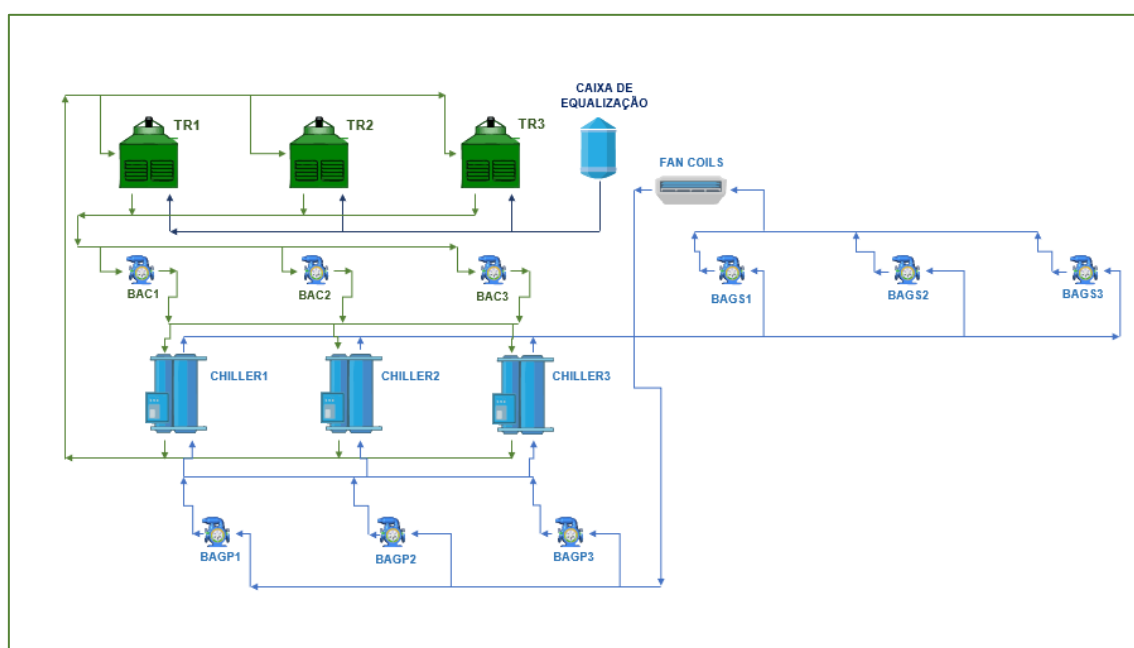 CAIXA DE
EQUALIZAÇÃO
TR1
TR2
TR3
FAN COILS
BAC1
BAC2
BAC3
BAGS1
BAGS2
BAGS3
CHILLER1
CHILLER2
CHILLER3
BAGP1
BAGP2
BAGP3